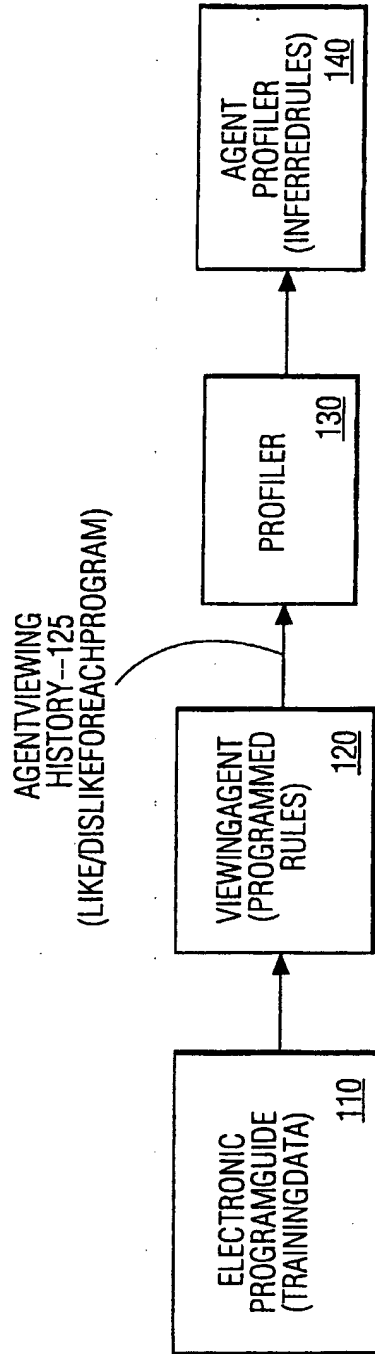 AGENTVIEWING
HISTORY--125
(LIKE/DISLIKEFOREACHPROGRAM)
ELECTRONIC
PROGRAMGUIDE
(TRAININGDATA)
110
VIEWINGAGENT
(PROGRAMMED
RULES)
120
PROFILER
130
AGENT
PROFILER
(INFERREDRULES)
140